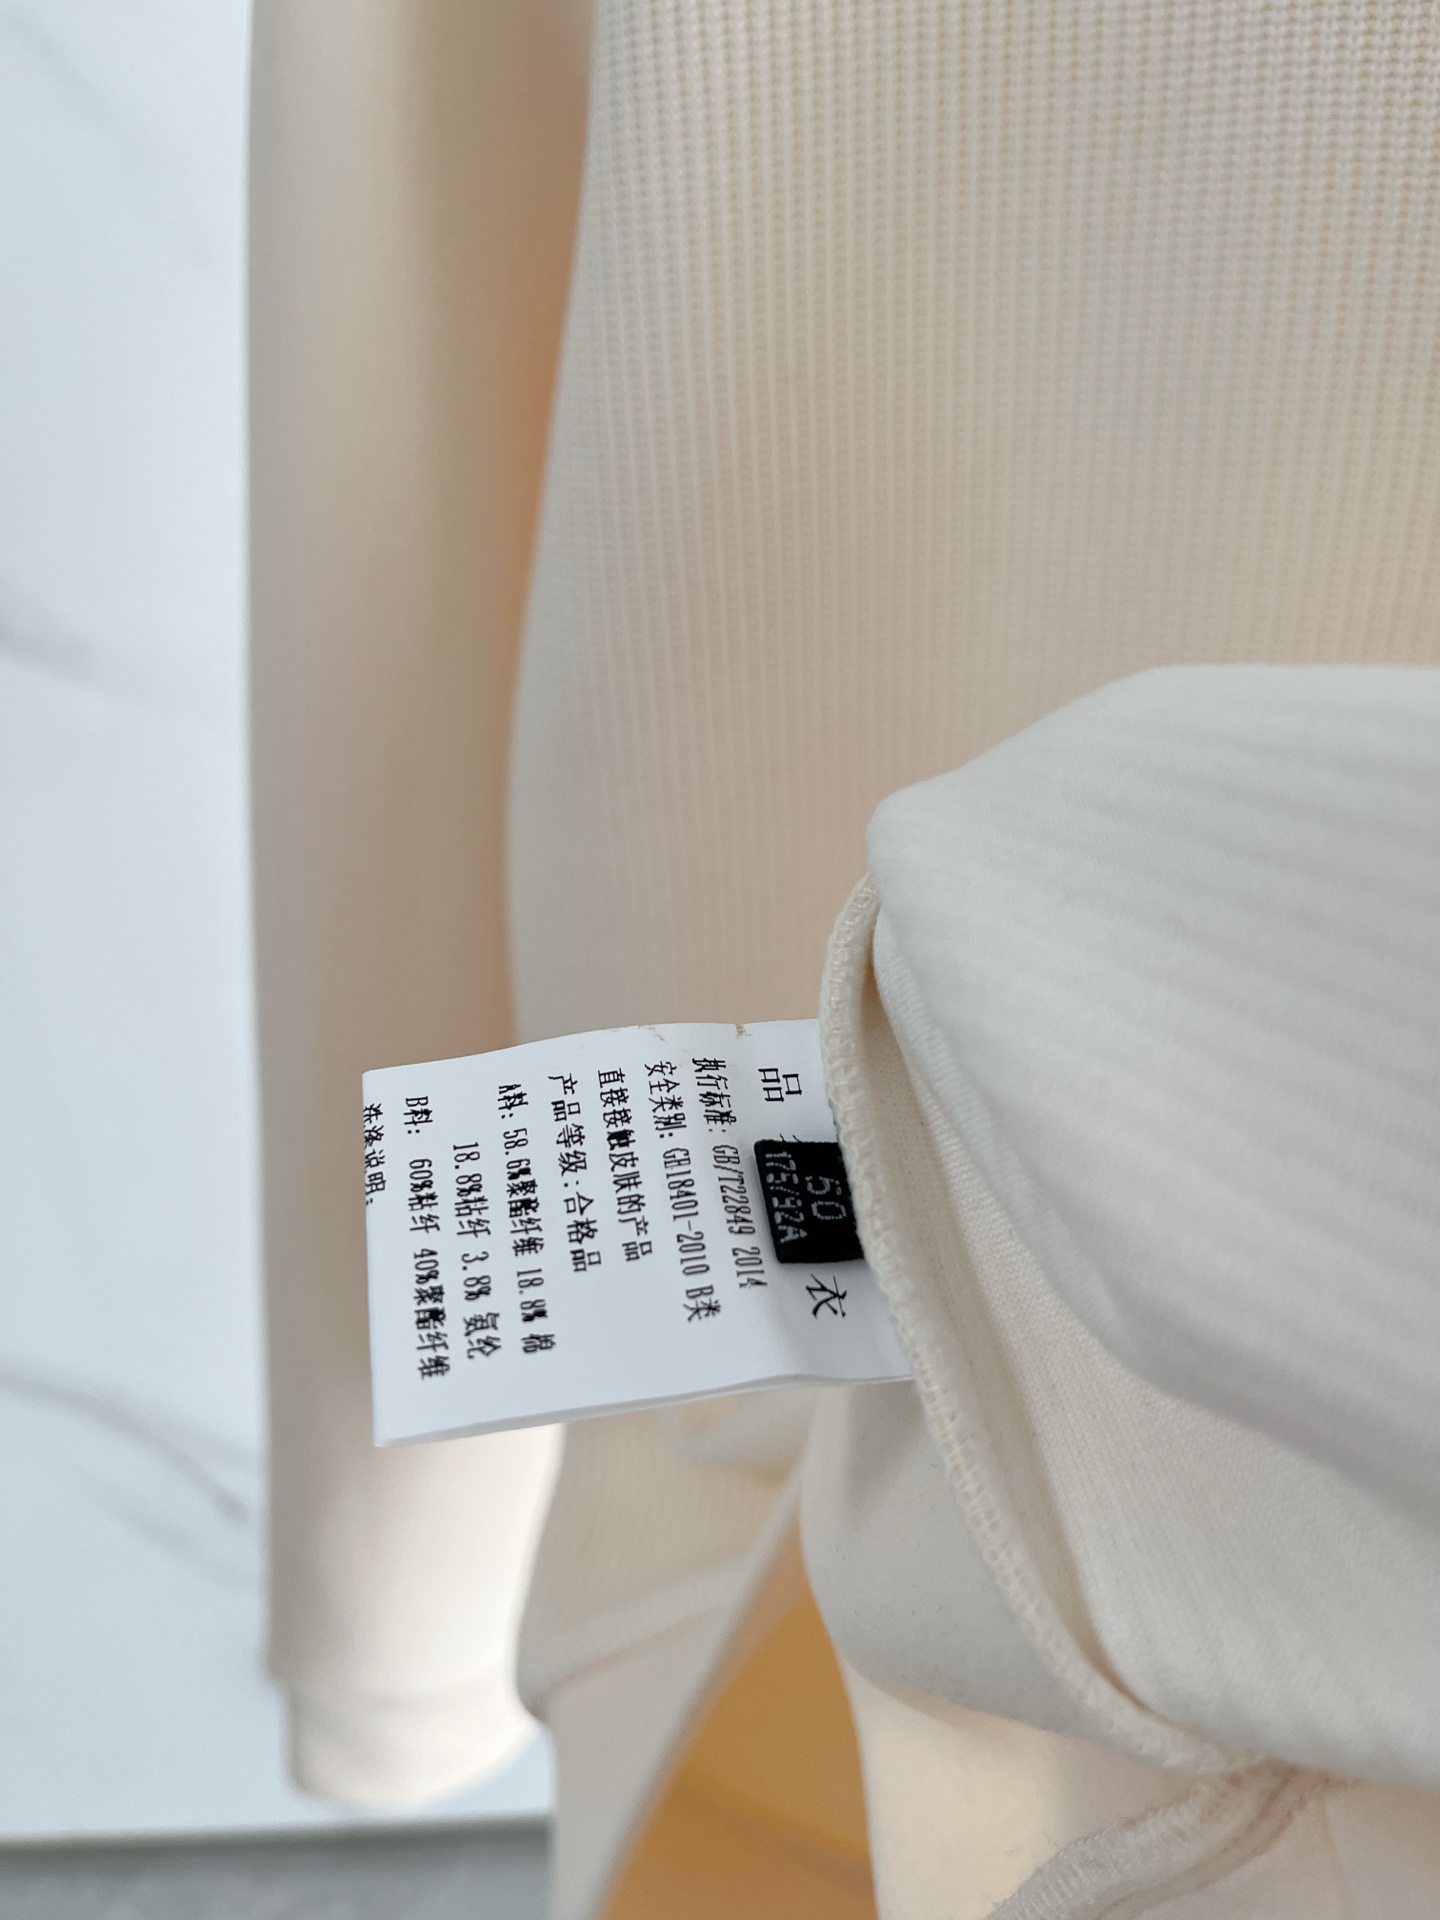 品 衣
50
175/92A
执行标准: GB/T22849 2014
安全类别: GB18401-2010 B类
直接接触皮肤的产品
产品等级:合格品
A料: 58.6%聚酯纤维 18.8% 棉
18.8%粘纤 3.8% 氨纶
B料: 60%粘纤 40%聚酯纤维
洗涤说明: